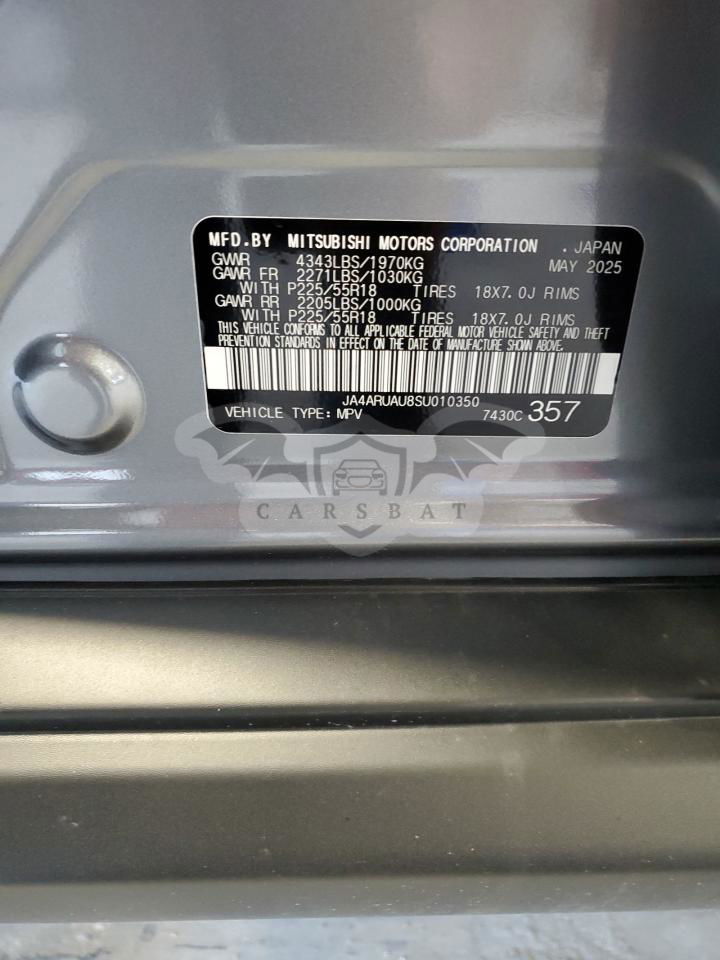 MFD.BY MITSUBISHI MOTORS CORPORATION . JAPAN
GVWR 4343LBS/1970KG MAY 2025
GAWR FR 2271LBS/1030KG
WITH P225/55R18 TIRES 18X7.0J RIMS
GAWR RR 2205LBS/1000KG
WITH P225/55R18 TIRES 18X7.0J RIMS
THIS VEHICLE CONFORMS TO ALL APPLICABLE FEDERAL MOTOR VEHICLE SAFETY AND THEFT
PREVENTION STANDARDS IN EFFECT ON THE DATE OF MANUFACTURE SHOWN ABOVE.
JA4ARUAU8SU010350
VEHICLE TYPE:MPV 7430C 357
CARSBAT